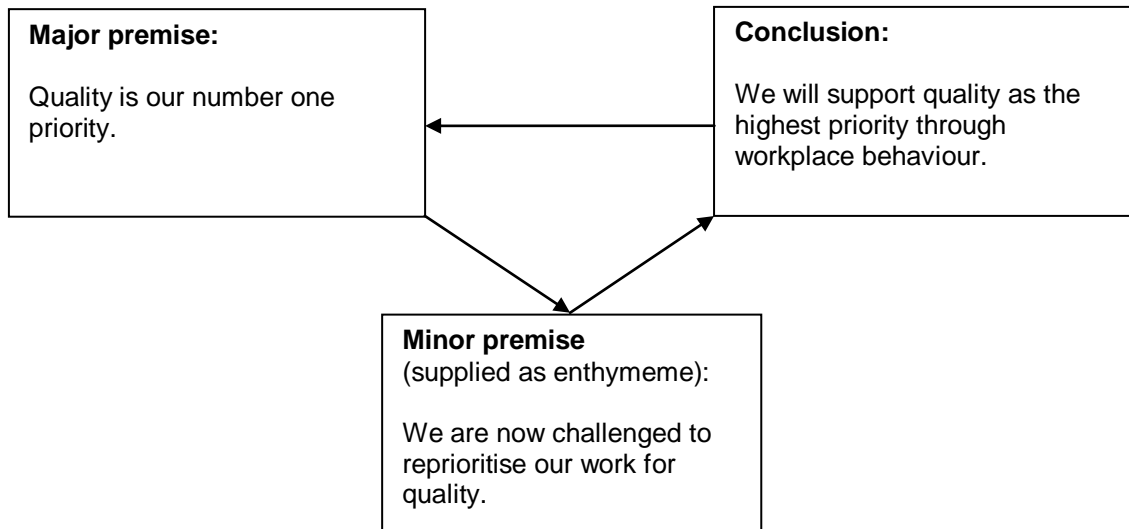 Major premise:
Quality is our number one
priority.
Conclusion:
We will support quality as the
highest priority through
workplace behaviour.
Minor premise
(supplied as enthymeme):
We are now challenged to
reprioritise our work for
quality.